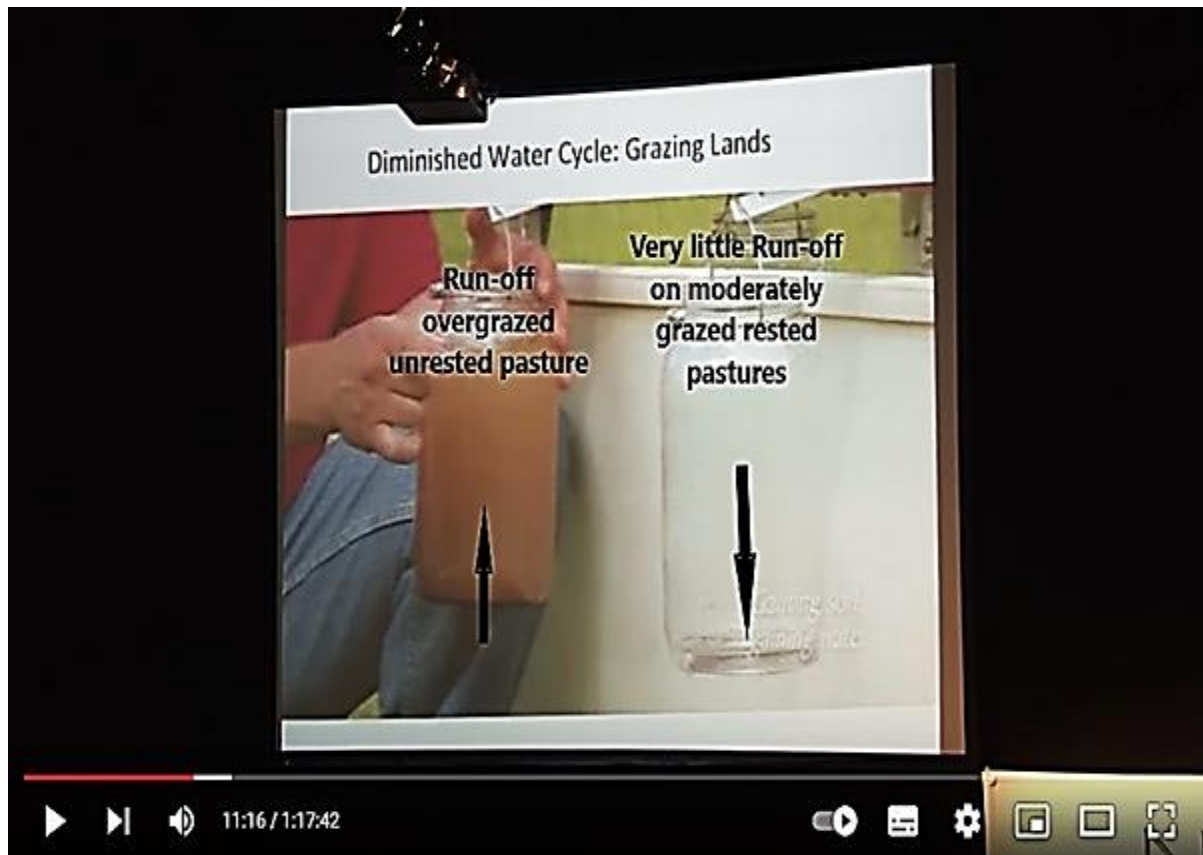 Diminished Water Cycle: Grazing Lands
Run-off
overgrazed
unrested pasture
Very little Run-off
on moderately
grazed rested
pastures
11:16 / 1:17:42